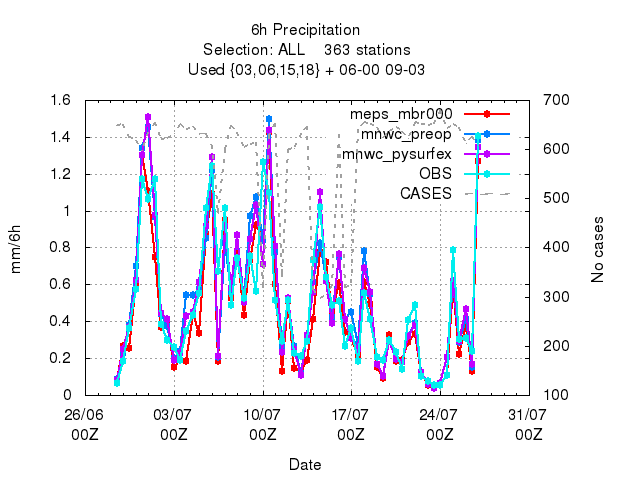 6h Precipitation
Selection: ALL    363 stations
Used {03,06,15,18} + 06-00 09-03
1.6 700
meps_mbr000
1.4 600
mnwc_preop
mnwc_pysurfex
1.2 500
OBS
CASES
1 400
0.8
0.6 300
0.4 200
0.2
0 100
mm/6h
No cases
26/06 03/07 10/07 17/07 24/07 31/07
00Z 00Z 00Z 00Z 00Z 00Z
Date